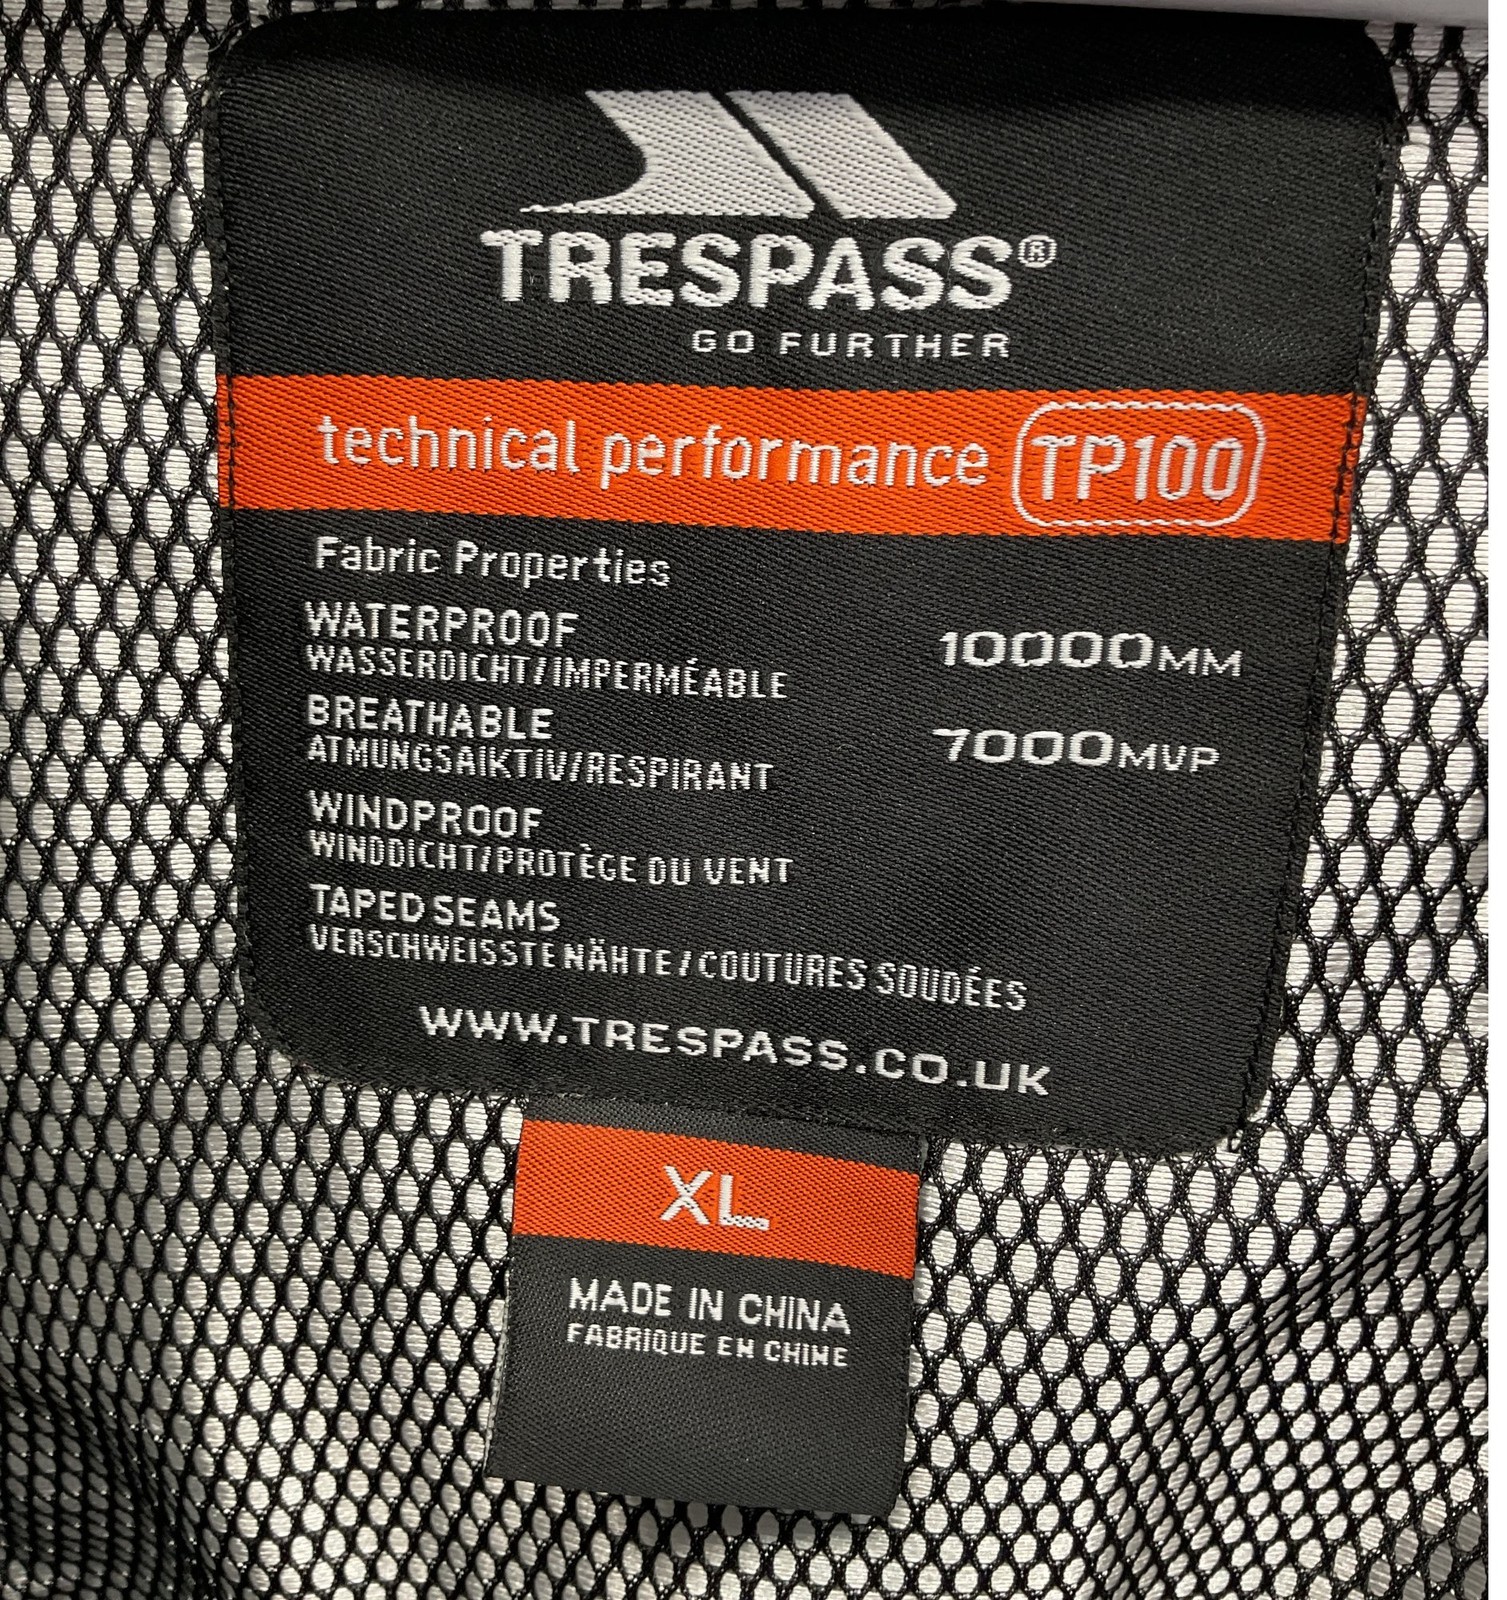 TRESPASS®
GO FURTHER
technical performance TP100
Fabric Properties
WATERPROOF 10000MM
WASSERDICHT/IMPERMÉABLE
BREATHABLE 7000MVP
ATMUNGSAIKTIV/RESPIRANT
WINDPROOF
WINDDICHT/PROTÈGE DU VENT
TAPED SEAMS
VERSCHWEISSTE NÄHTE/COUTURES SOUDÉES
WWW.TRESPASS.CO.UK
XL
MADE IN CHINA
FABRIQUE EN CHINE